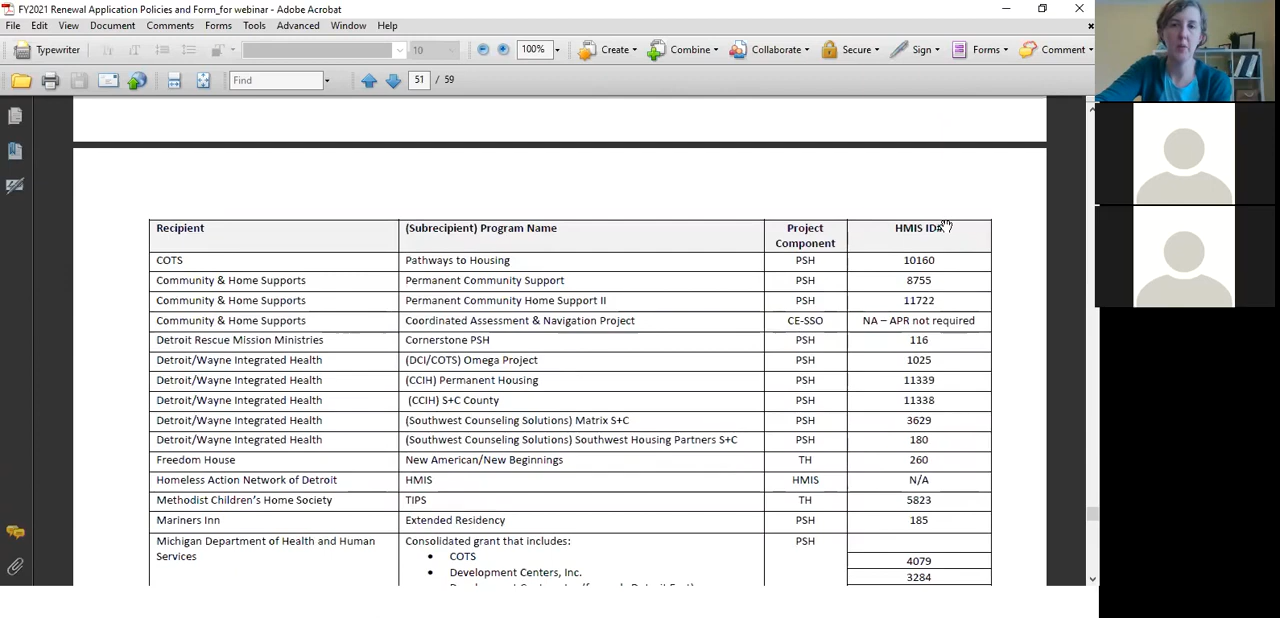 FY2021 Renewal Application Policies and Form_for webinar - Adobe Acrobat
File Edit View Document Comments Forms Tools Advanced Window Help
Typewriter 10 100% Create Combine Collaborate Secure Sign Forms Comment
Find 51 / 59
Recipient (Subrecipient) Program Name Project Component HMIS ID#
COTS Pathways to Housing PSH 10160
Community & Home Supports Permanent Community Support PSH 8755
Community & Home Supports Permanent Community Home Support II PSH 11722
Community & Home Supports Coordinated Assessment & Navigation Project CE-SSO NA – APR not required
Detroit Rescue Mission Ministries Cornerstone PSH PSH 116
Detroit/Wayne Integrated Health (DCI/COTS) Omega Project PSH 1025
Detroit/Wayne Integrated Health (CCIH) Permanent Housing PSH 11339
Detroit/Wayne Integrated Health (CCIH) S+C County PSH 11338
Detroit/Wayne Integrated Health (Southwest Counseling Solutions) Matrix S+C PSH 3629
Detroit/Wayne Integrated Health (Southwest Counseling Solutions) Southwest Housing Partners S+C PSH 180
Freedom House New American/New Beginnings TH 260
Homeless Action Network of Detroit HMIS HMIS N/A
Methodist Children's Home Society TIPS TH 5823
Mariners Inn Extended Residency PSH 185
Michigan Department of Health and Human Consolidated grant that includes: PSH
Services • COTS 4079
• Development Centers, Inc. 3284